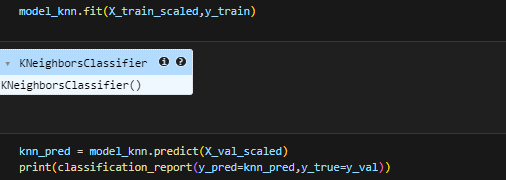 model_knn.fit(X_train_scaled,y_train)
▾ KNeighborsClassifier i ?
KNeighborsClassifier()
knn_pred = model_knn.predict(X_val_scaled)
print(classification_report(y_pred=knn_pred,y_true=y_val))